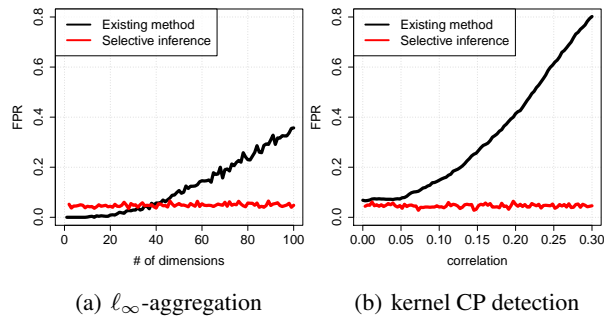 Existing method
Selective inference
FPR
0.0
0.2
0.4
0.6
0.8
0
20
40
60
80
100
# of dimensions
(a) ℓ∞-aggregation
Existing method
Selective inference
FPR
0.0
0.2
0.4
0.6
0.8
0.00
0.05
0.10
0.15
0.20
0.25
0.30
correlation
(b) kernel CP detection